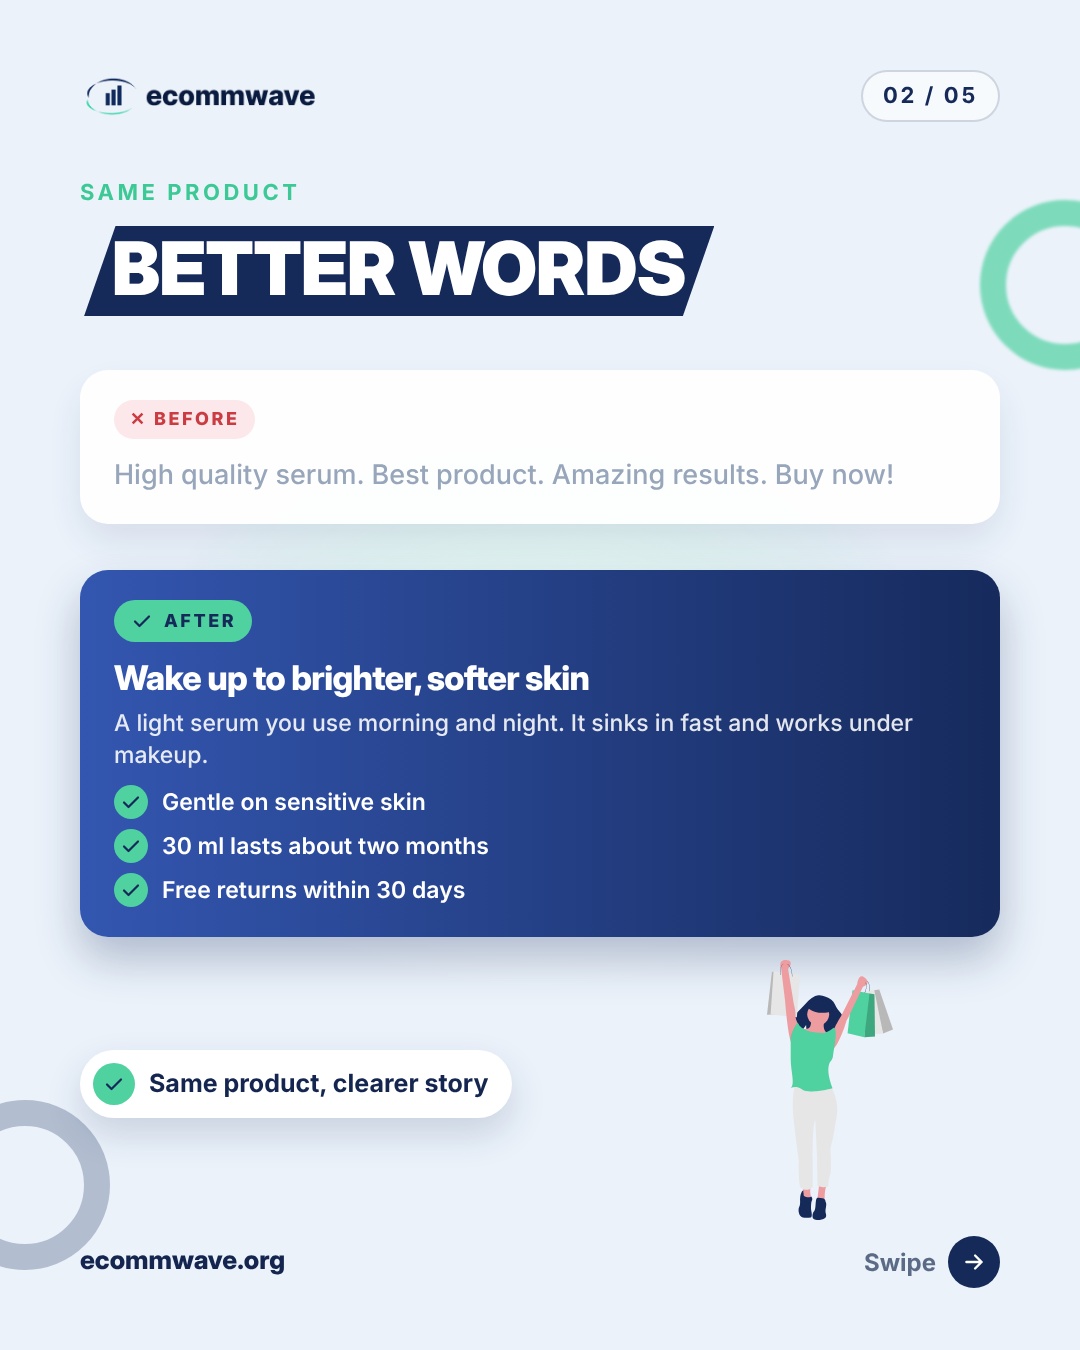 ecommwave
02 / 05
SAME PRODUCT
BETTER WORDS
× BEFORE
High quality serum. Best product. Amazing results. Buy now!
✓ AFTER
Wake up to brighter, softer skin
A light serum you use morning and night. It sinks in fast and works under
makeup.
✓ Gentle on sensitive skin
✓ 30 ml lasts about two months
✓ Free returns within 30 days
✓ Same product, clearer story
ecommwave.org
Swipe →